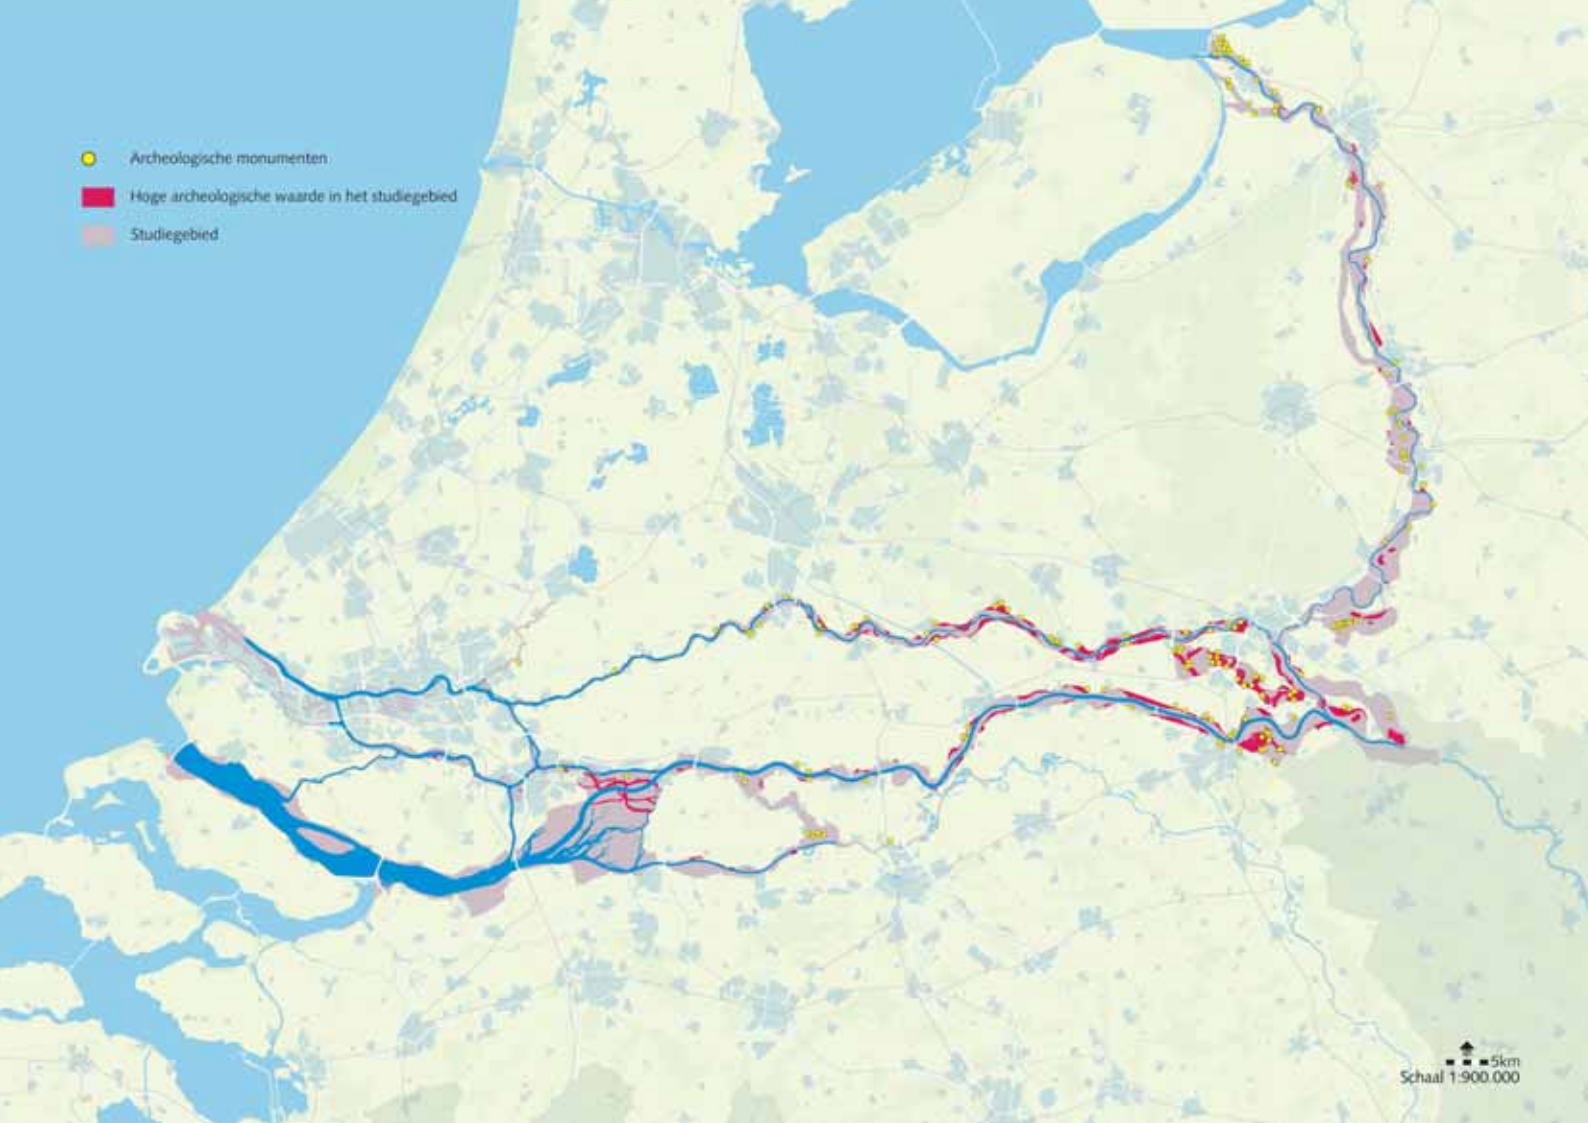 Archeologische monumenten
Hoge archeologische waarde in het studiegebied
Studiegebied
5km
Schaal 1:900.000